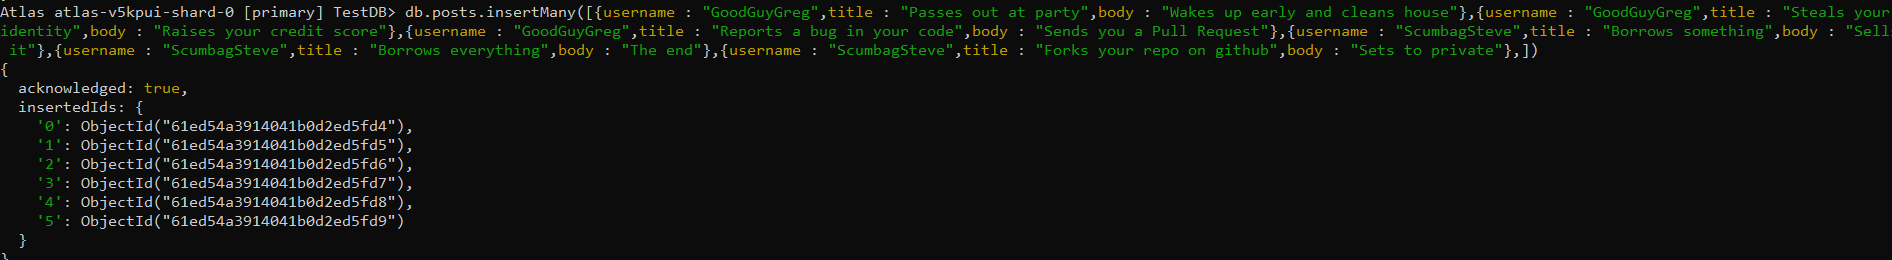 Atlas atlas-v5kpui-shard-0 [primary] TestDB> db.posts.insertMany([{username : "GoodGuyGreg",title : "Passes out at party",body : "Wakes up early and cleans house"},{username : "GoodGuyGreg",title : "Steals your
identity",body : "Raises your credit score"},{username : "GoodGuyGreg",title : "Reports a bug in your code",body : "Sends you a Pull Request"},{username : "ScumbagSteve",title : "Borrows something",body : "Sells
it"},{username : "ScumbagSteve",title : "Borrows everything",body : "The end"},{username : "ScumbagSteve",title : "Forks your repo on github",body : "Sets to private"},])
{
acknowledged: true,
insertedIds: {
'0': ObjectId("61ed54a3914041b0d2ed5fd4"),
'1': ObjectId("61ed54a3914041b0d2ed5fd5"),
'2': ObjectId("61ed54a3914041b0d2ed5fd6"),
'3': ObjectId("61ed54a3914041b0d2ed5fd7"),
'4': ObjectId("61ed54a3914041b0d2ed5fd8"),
'5': ObjectId("61ed54a3914041b0d2ed5fd9")
}
}